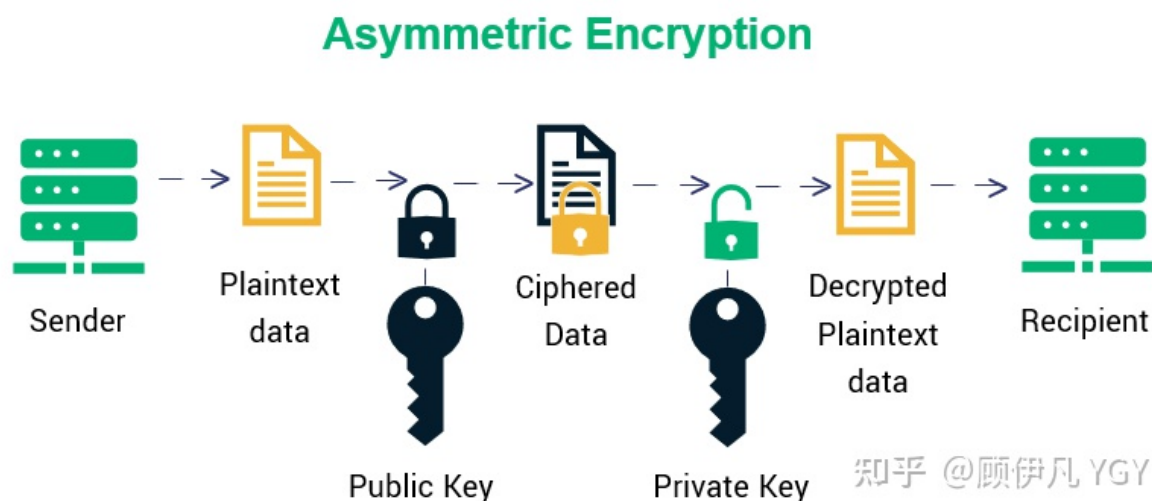 Asymmetric Encryption
Sender
Plaintext
data
Public Key
Ciphered
Data
Private Key
Decrypted
Plaintext
data
Recipient
知乎 @顾伊凡 YGY